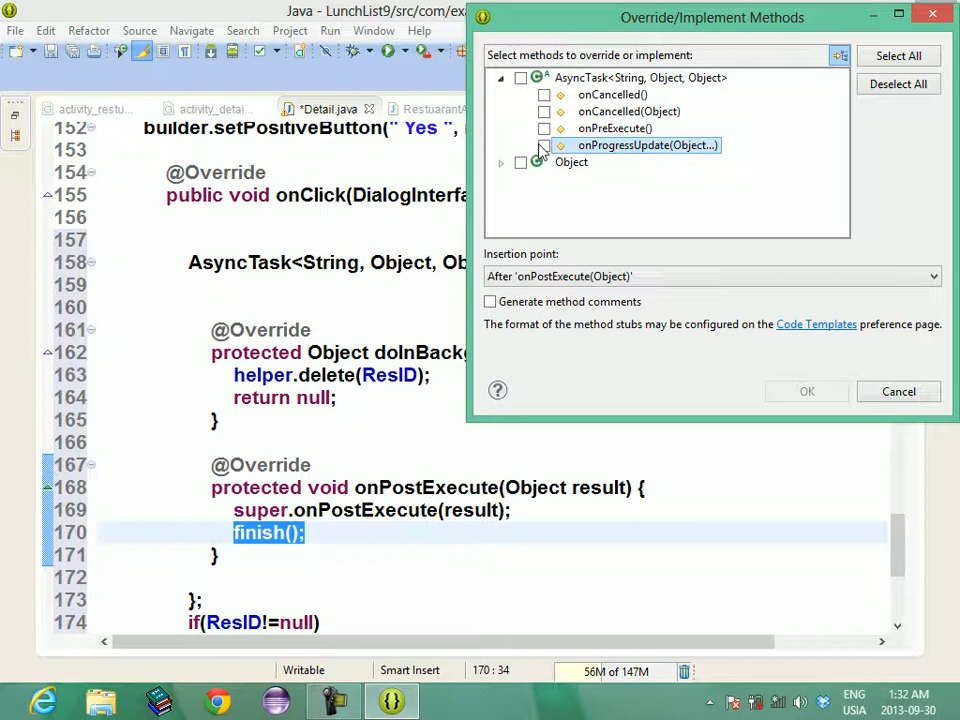 Java - LunchList9/src/com/exa
File Edit Refactor Source Navigate Search Project Run Window Help
activity_restu... activity_detai... *Detail.java RestuarantA
152 builder.setPositiveButton(" Yes ",
153
154 @Override
155 public void onClick(DialogInterfa
156
157
158 AsyncTask<String, Object, Ob
159
160
161 @Override
162 protected Object doInBackg
163 helper.delete(ResID);
164 return null;
165 }
166
167 @Override
168 protected void onPostExecute(Object result) {
169 super.onPostExecute(result);
170 finish();
171 }
172
173 };
174 if(ResID!=null)
Writable Smart Insert 170 : 34 56M of 147M
Override/Implement Methods
Select methods to override or implement:
Select All
Deselect All
AsyncTask<String, Object, Object>
onCancelled()
onCancelled(Object)
onPreExecute()
onProgressUpdate(Object...)
Object
Insertion point:
After 'onPostExecute(Object)'
Generate method comments
The format of the method stubs may be configured on the Code Templates preference page.
OK Cancel
ENG
USIA
1:32 AM
2013-09-30